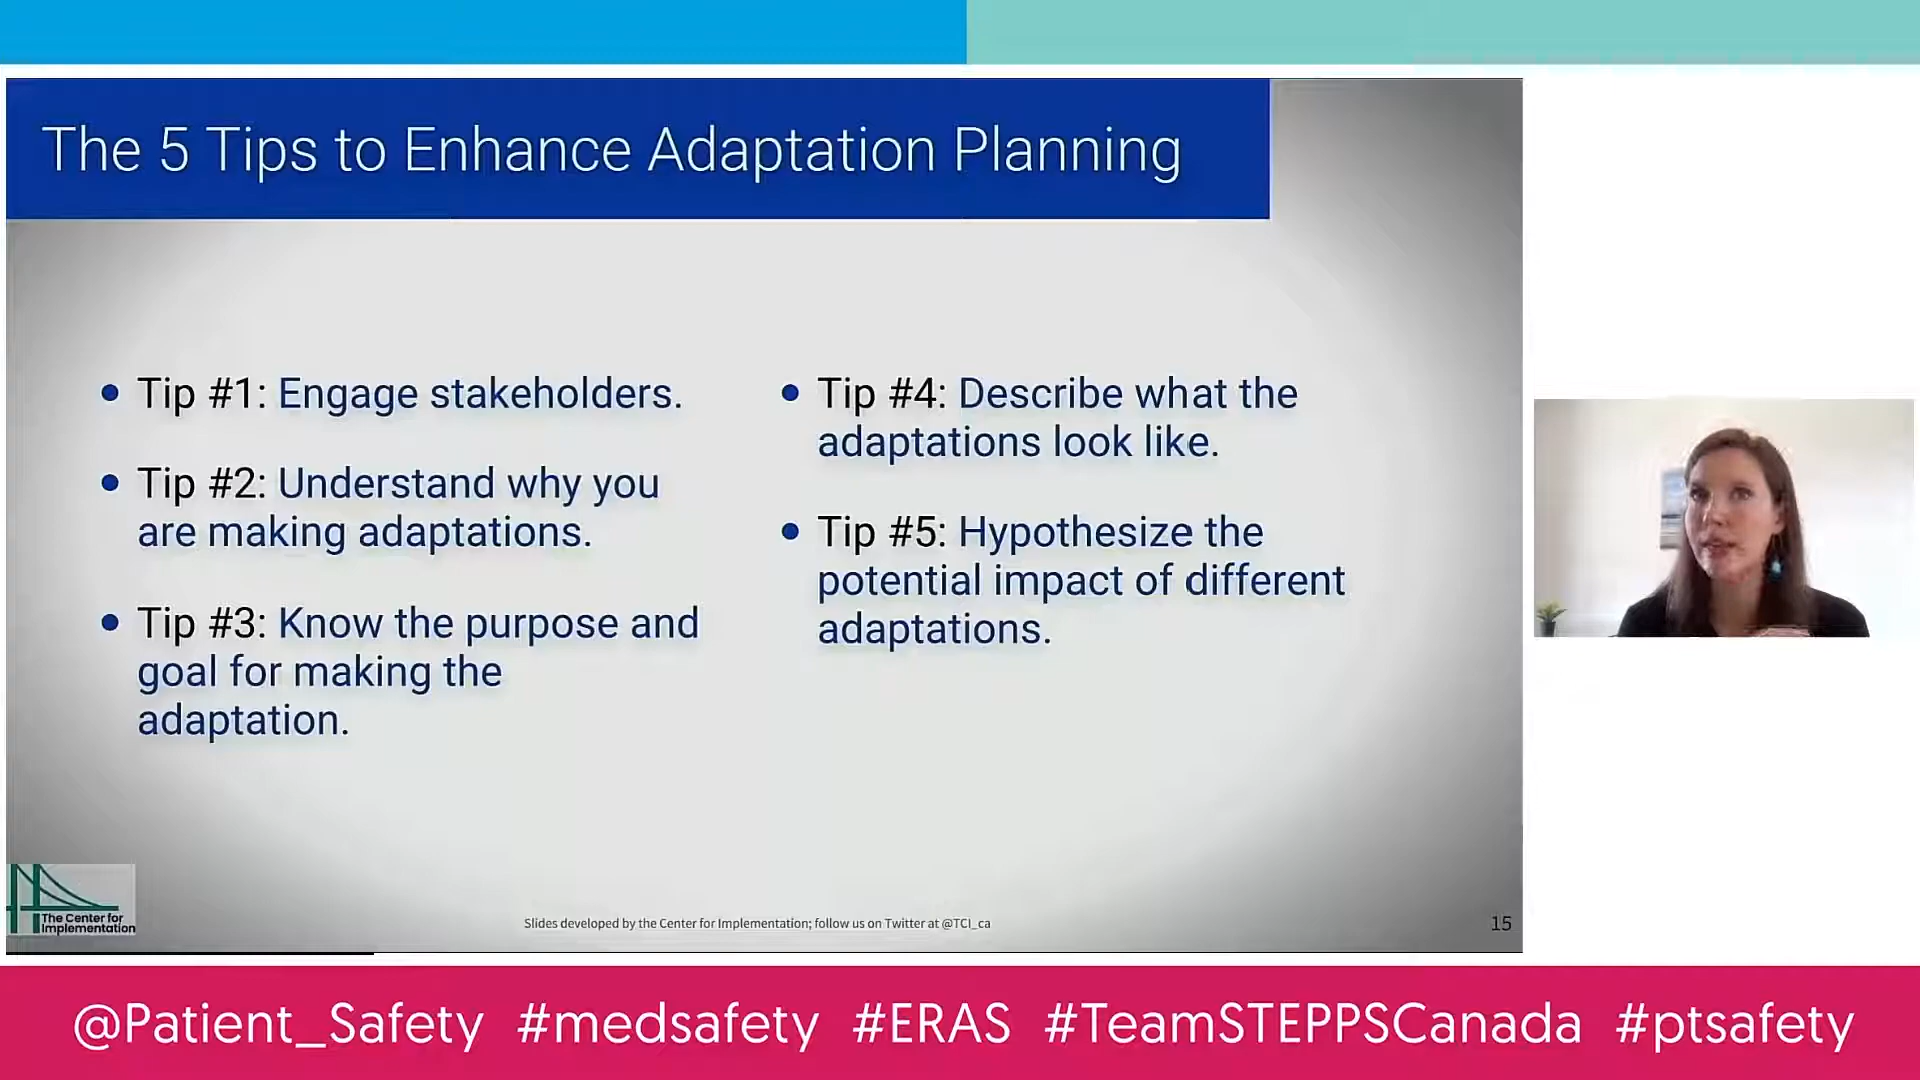 The 5 Tips to Enhance Adaptation Planning
Tip #1: Engage stakeholders.
Tip #2: Understand why you
are making adaptations.
Tip #3: Know the purpose and
goal for making the
adaptation.
Tip #4: Describe what the
adaptations look like.
Tip #5: Hypothesize the
potential impact of different
adaptations.
The Center for
Implementation
Slides developed by the Center for Implementation; follow us on Twitter at @TCI_ca
15
@Patient_Safety #medsafety #ERAS #TeamSTEPPSCanada #ptsafety